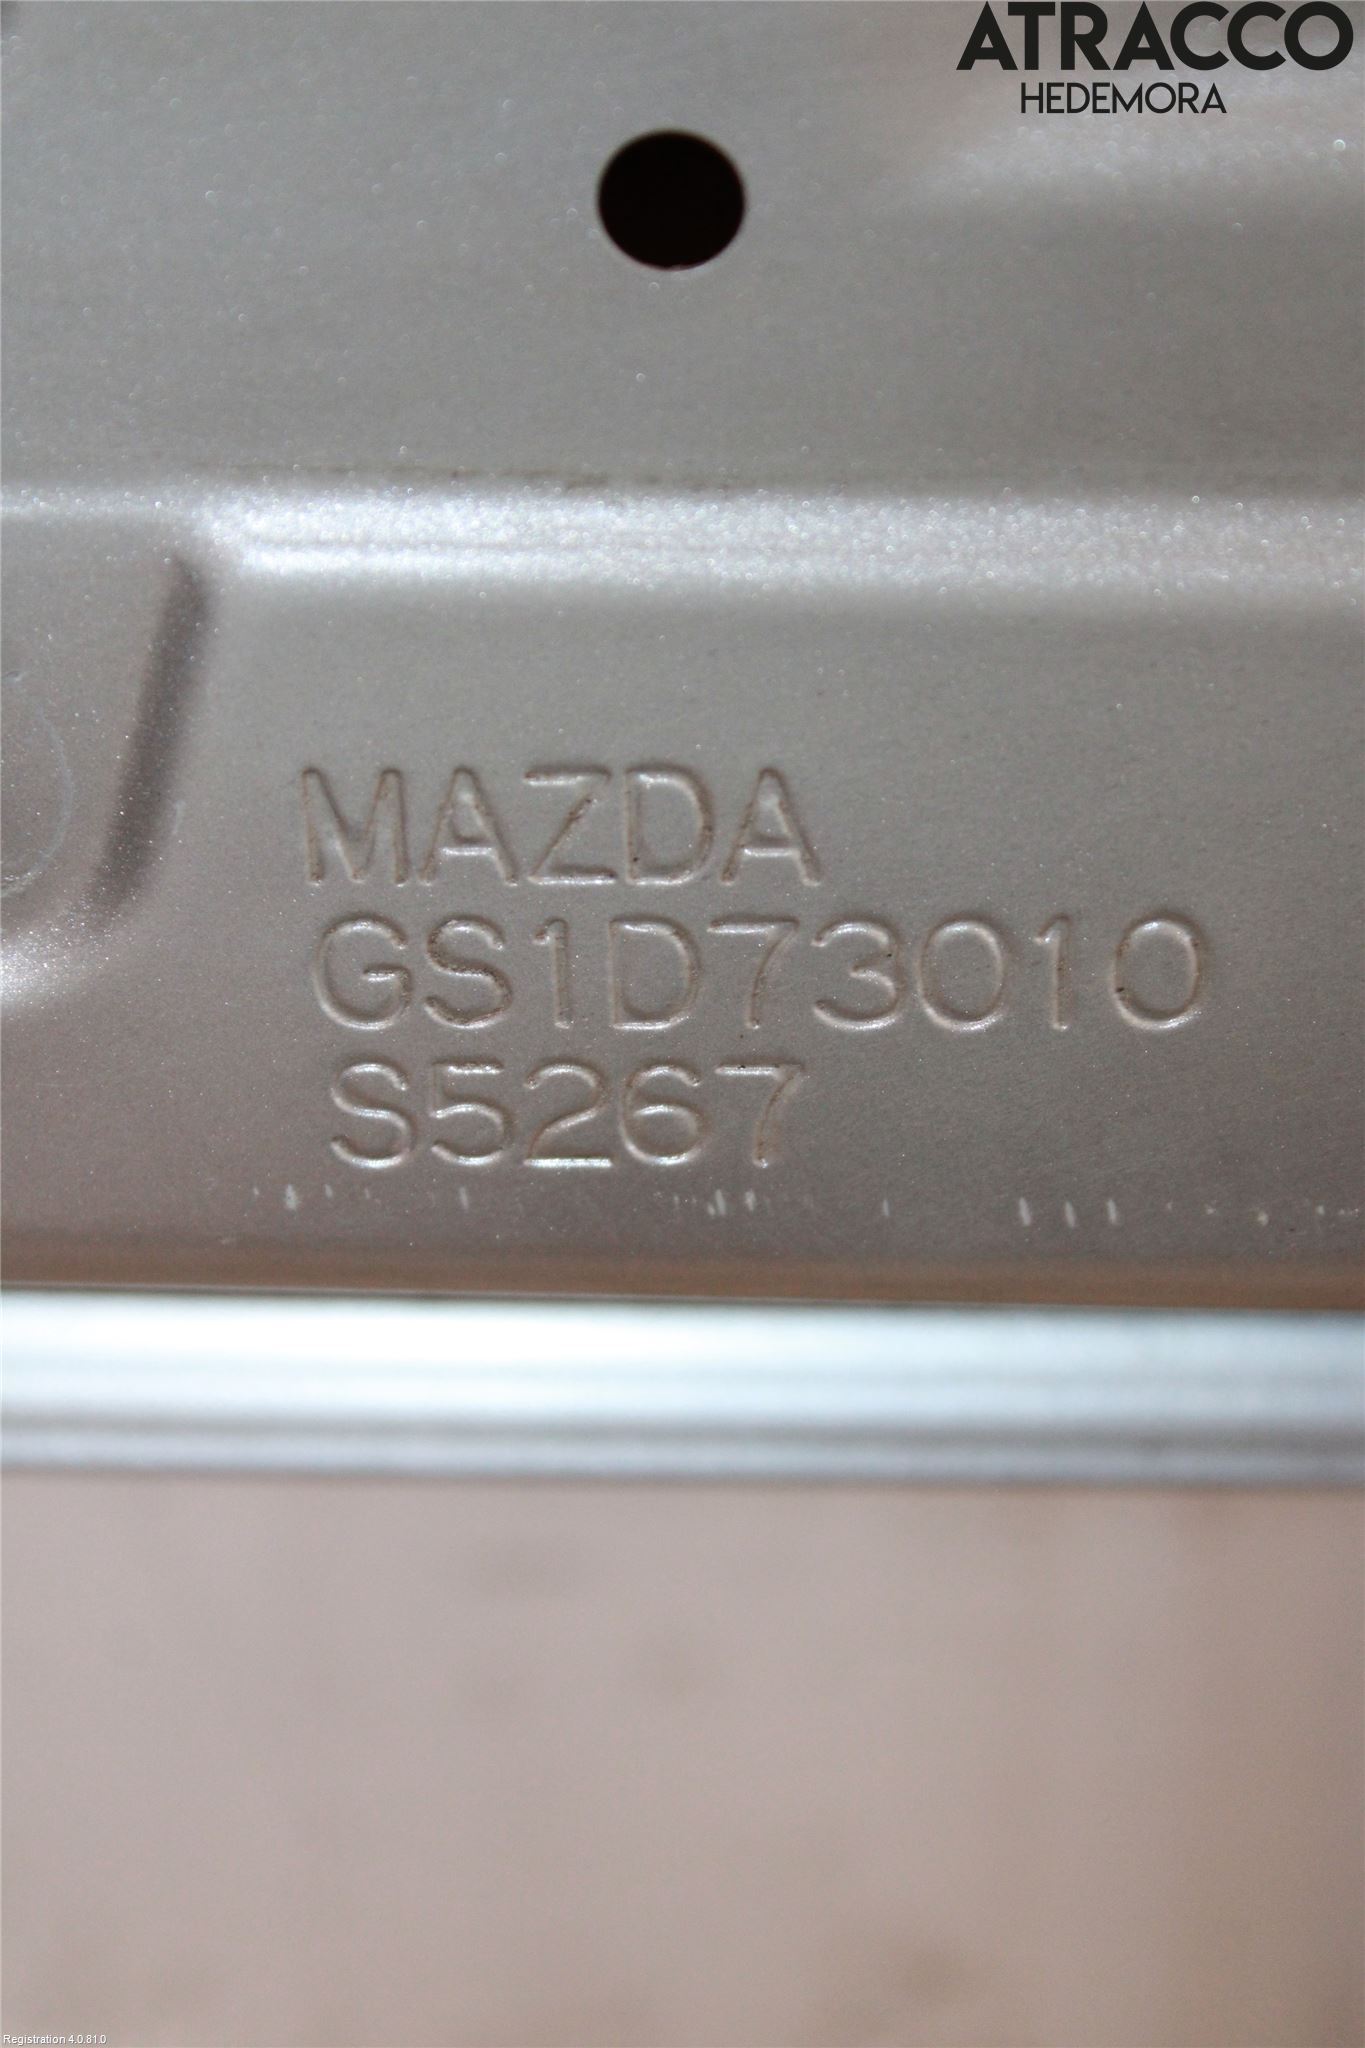 ATRACCO
HEDEMORA
MAZDA
GS1D73010
S5267
Registration 4.0.81.0